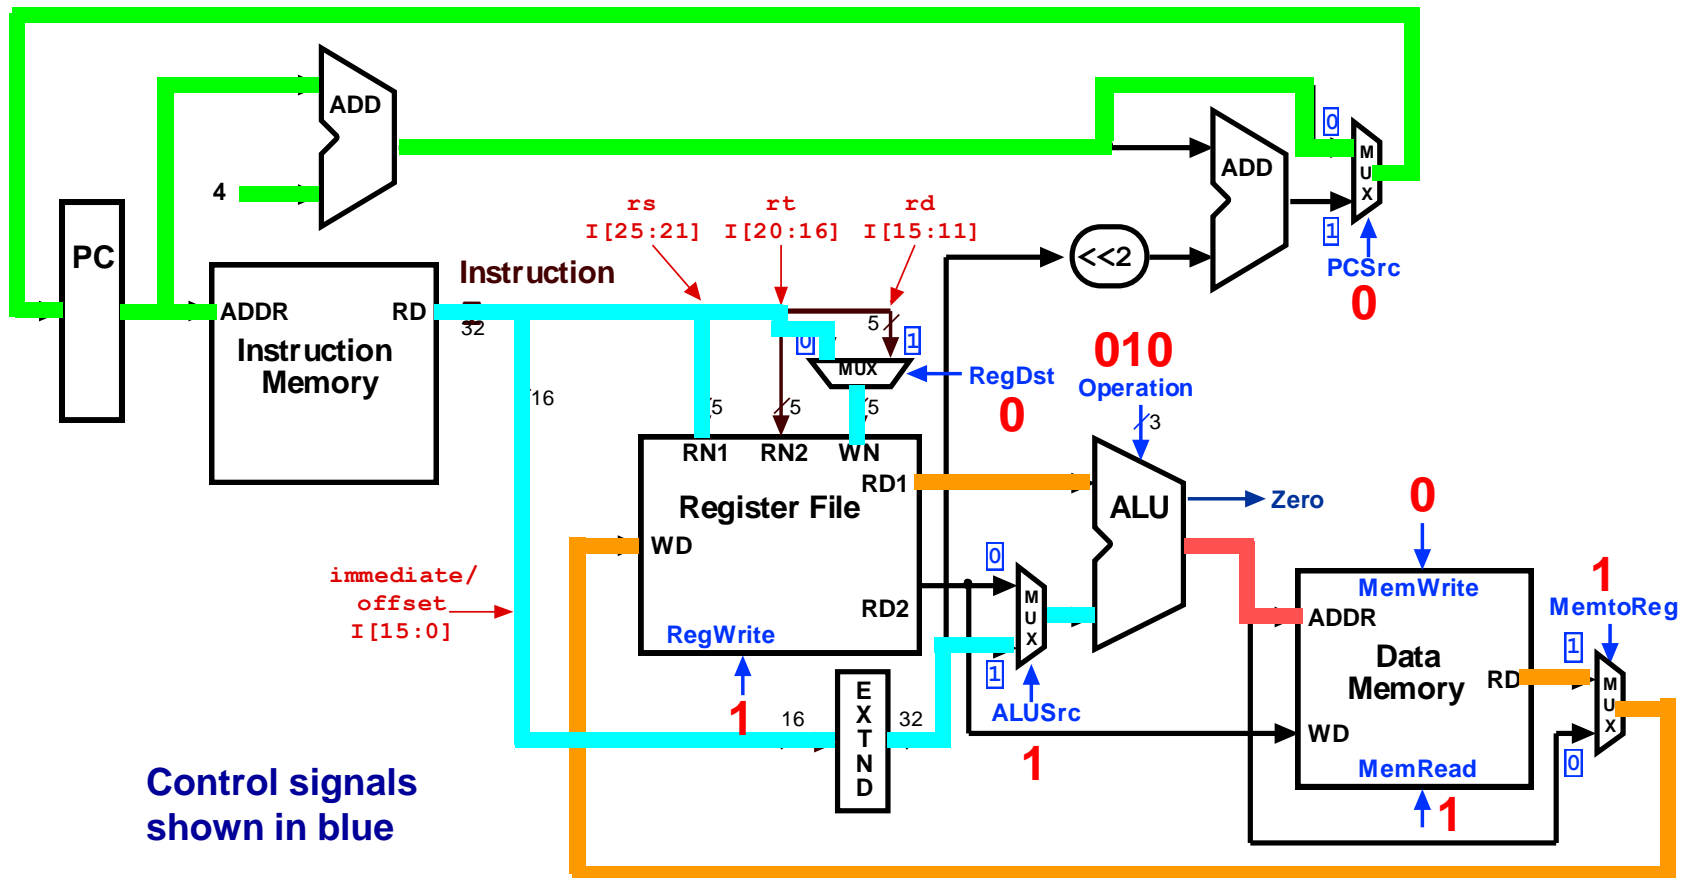 ADD
0
M
U
X
ADD
4
1
PCSrc
0
rs
I[25:21]
rt
I[20:16]
rd
I[15:11]
<<2
PC
Instruction
32
ADDR
RD
Instruction
Memory
5
0
1
MUX
RegDst
0
010
Operation
3
16
5
5
5
RN1
RN2
WN
RD1
Register File
WD
RD2
RegWrite
1
ALU
Zero
0
MemWrite
ADDR
Data
Memory
RD
WD
MemRead
1
1
MemtoReg
1
M
U
X
0
immediate/
offset
I[15:0]
0
M
U
X
1
ALUSrc
1
16
E
X
T
N
D
32
Control signals
shown in blue